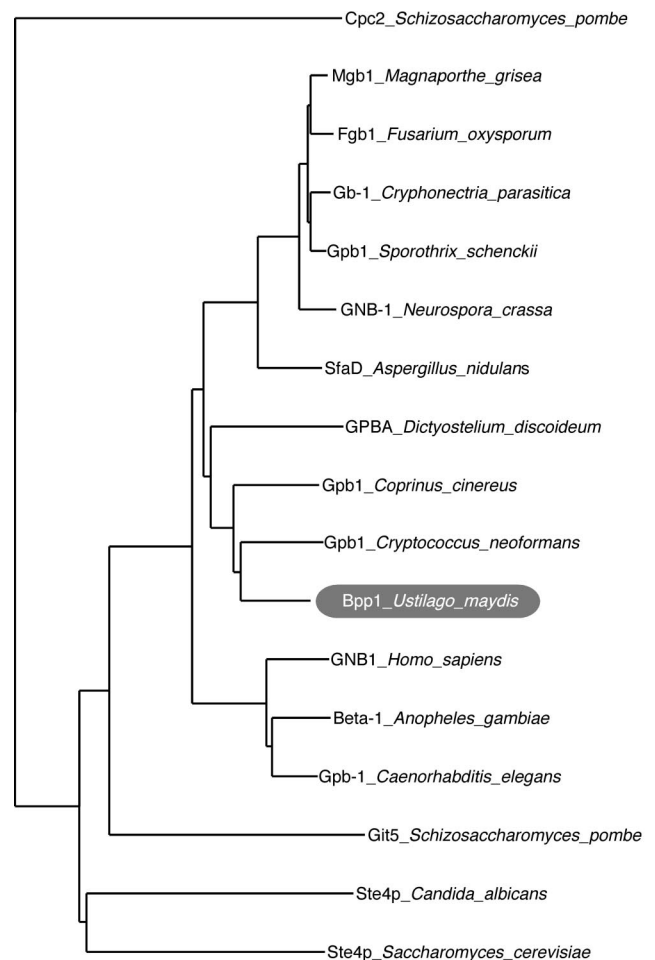 Cpc2_Schizosaccharomyces_pombe
Mgb1_Magnaporthe_grisea
Fgb1_Fusarium_oxysporum
Gb-1_Cryphonectria_parasitica
Gpb1_Sporothrix_schenckii
GNB-1_Neurospora_crassa
SfaD_Aspergillus_nidulans
GPBA_Dictyostelium_discoideum
Gpb1_Coprinus_cinereus
Gpb1_Cryptococcus_neoformans
Bpp1_Ustilago_maydis
GNB1_Homo_sapiens
Beta-1_Anopheles_gambiae
Gpb-1_Caenorhabditis_elegans
Git5_Schizosaccharomyces_pombe
Ste4p_Candida_albicans
Ste4p_Saccharomyces_cerevisiae